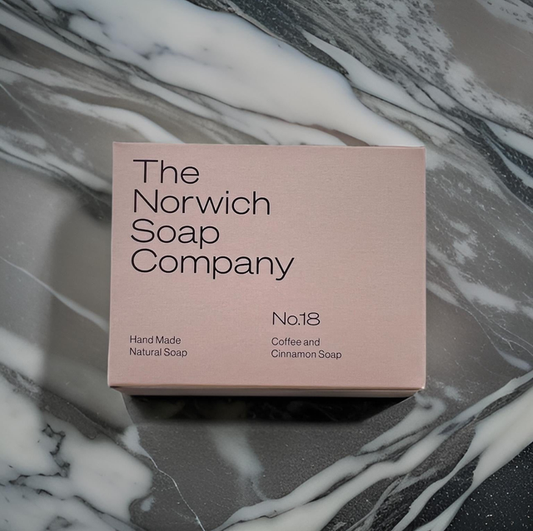 The
Norwich
Soap
Company
No.18
Hand Made
Natural Soap
Coffee and
Cinnamon Soap